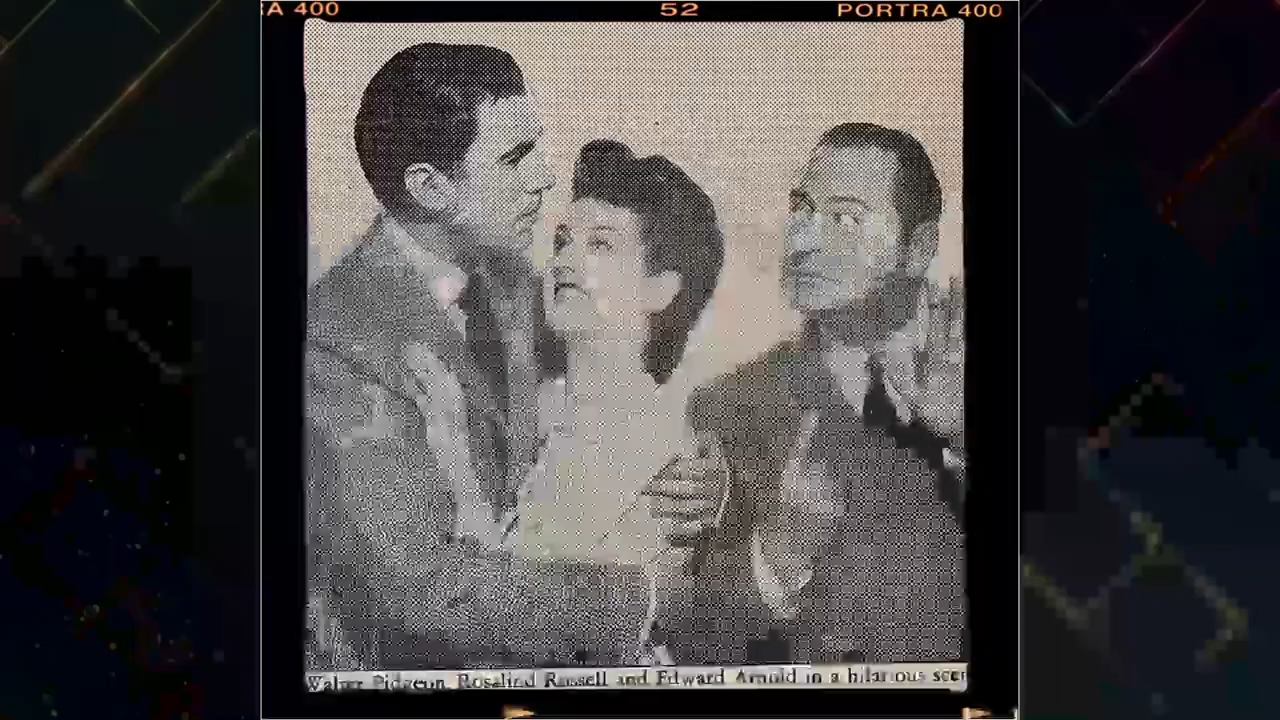 A 400 52 PORTRA 400
Walter Pidgeon, Rosalind Russell and Edward Arnold in a hilarious scen